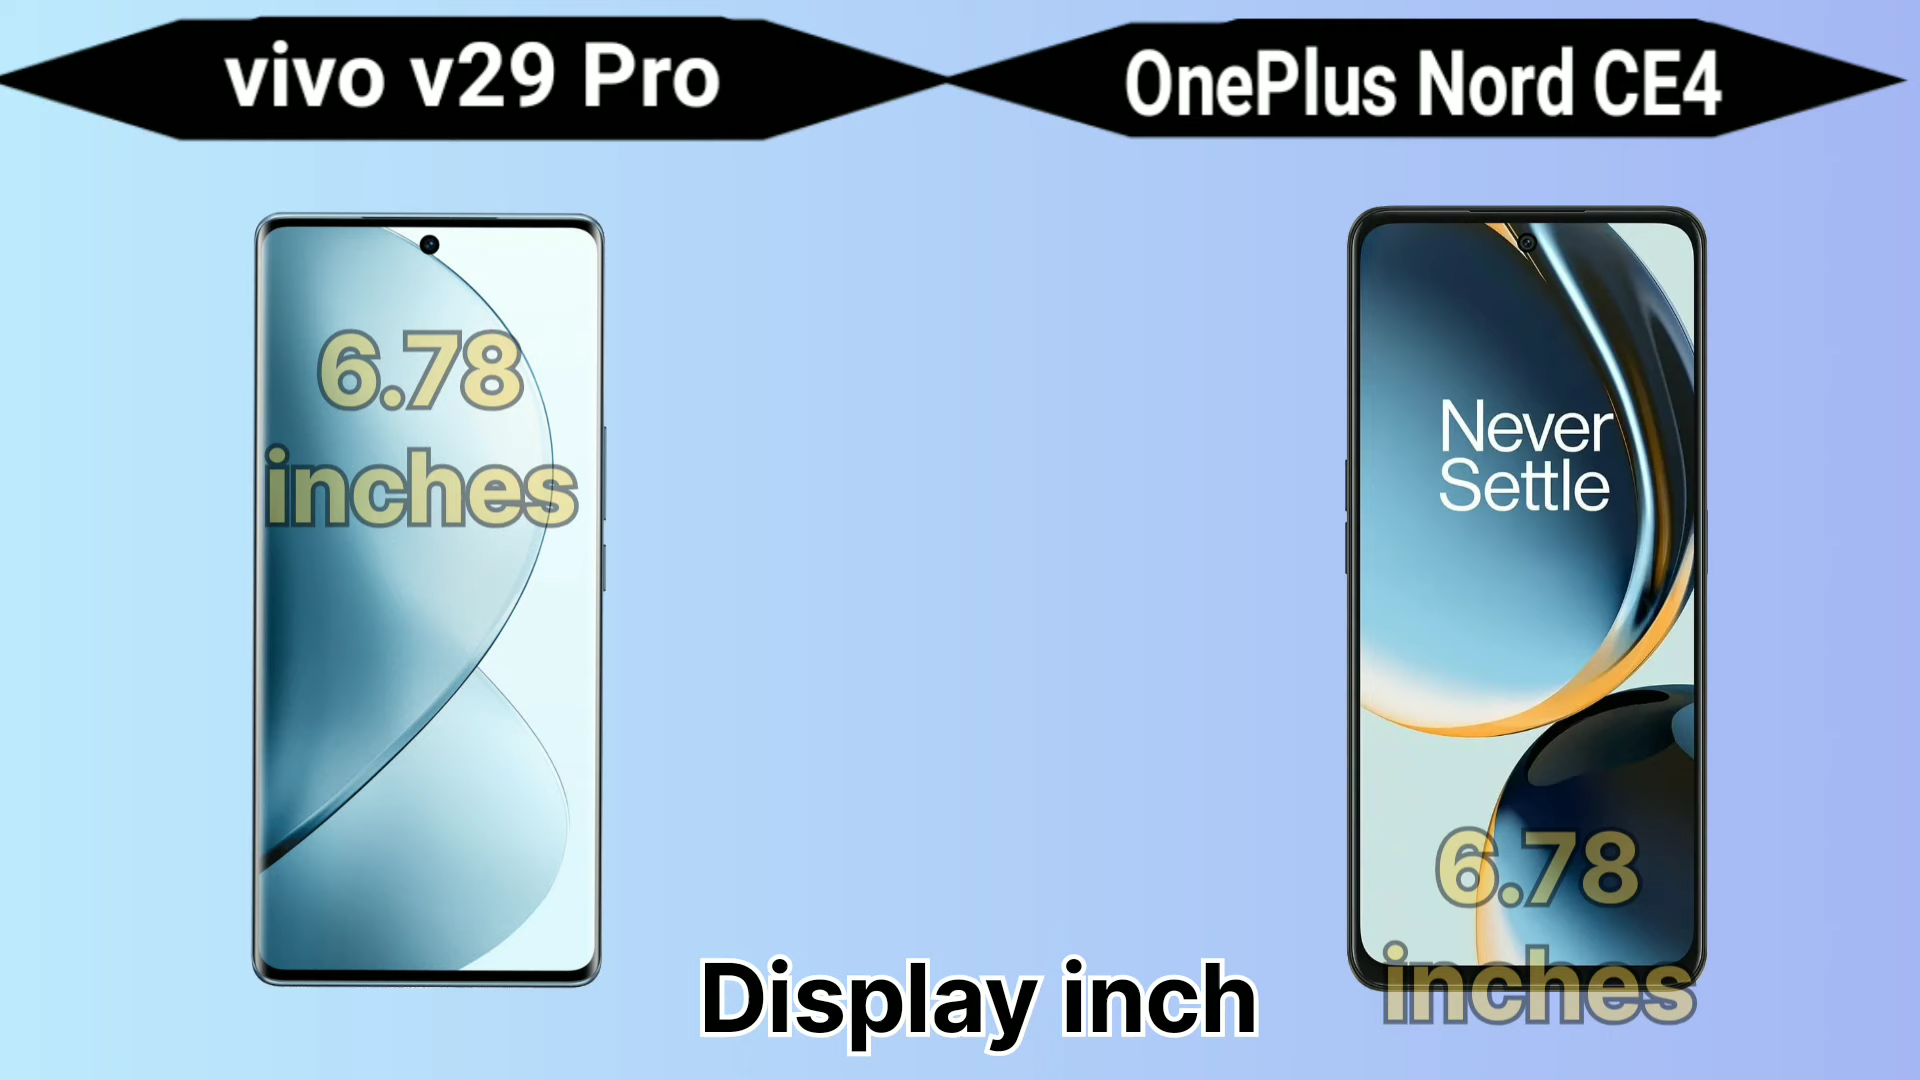 vivo v29 Pro
OnePlus Nord CE4
6.78
inches
Never
Settle
6.78
inches
Display inch